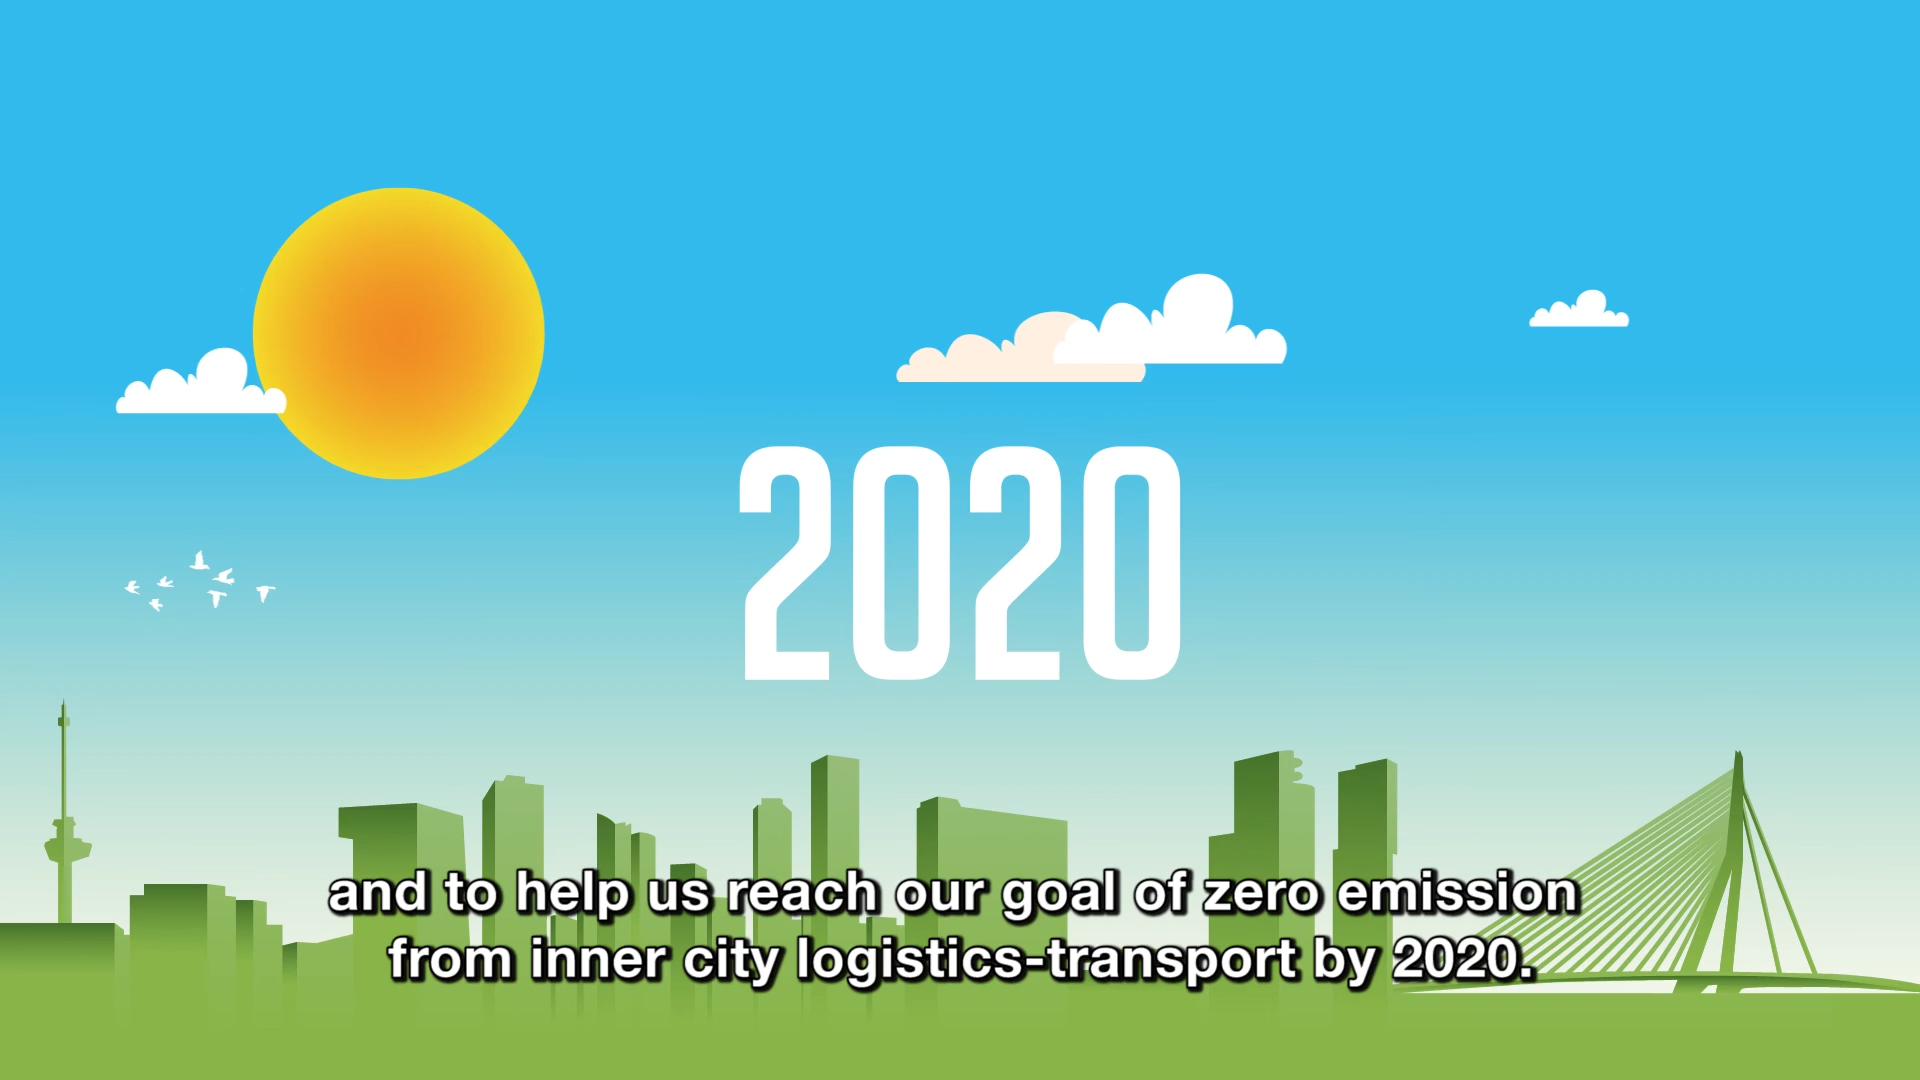 2020
and to help us reach our goal of zero emission
from inner city logistics-transport by 2020.